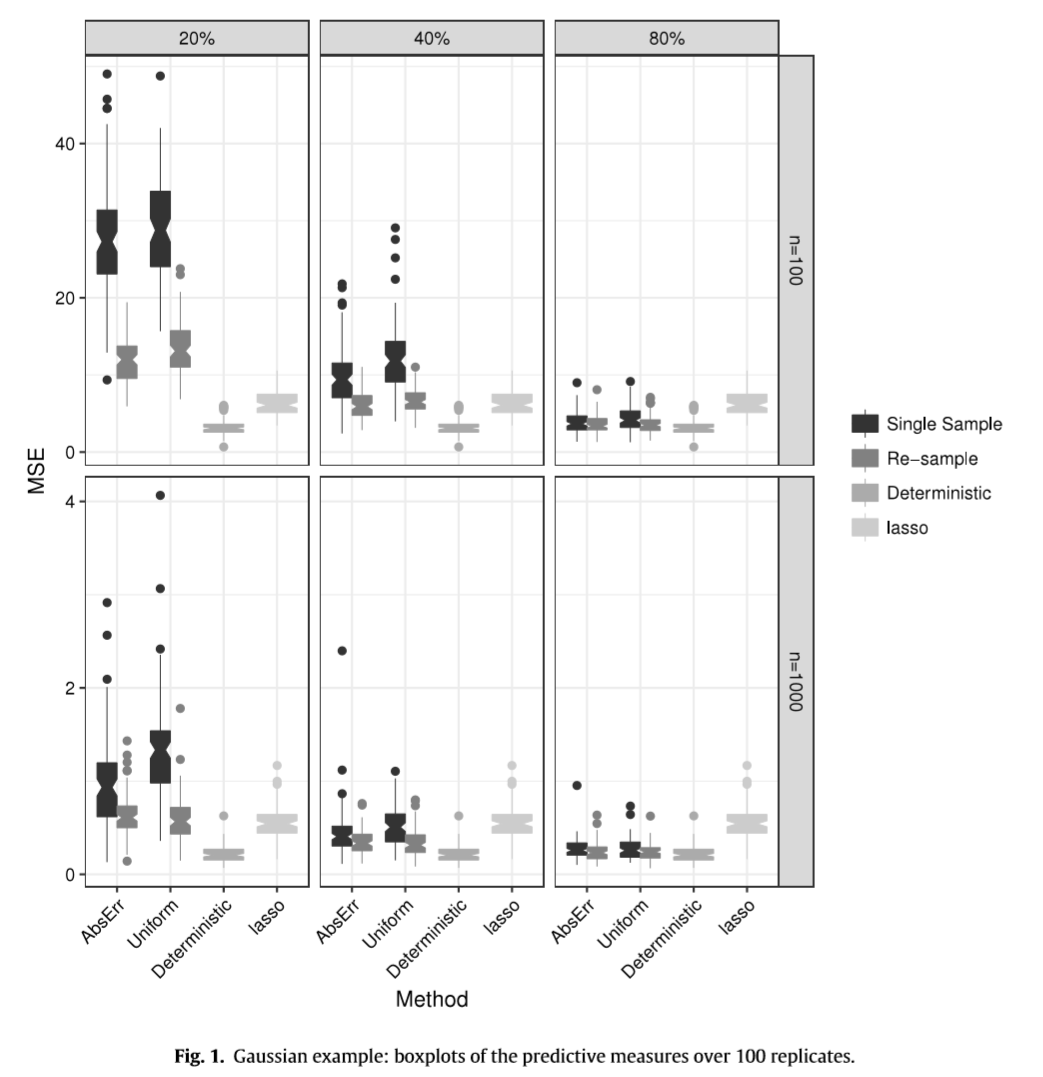 20%
40%
80%
40
20
0
n=100
MSE
4
2
0
n=1000
Single Sample
Re−sample
Deterministic
lasso
AbsErr
Uniform
Deterministic
lasso
AbsErr
Uniform
Deterministic
lasso
AbsErr
Uniform
Deterministic
lasso
Method
Fig. 1. Gaussian example: boxplots of the predictive measures over 100 replicates.